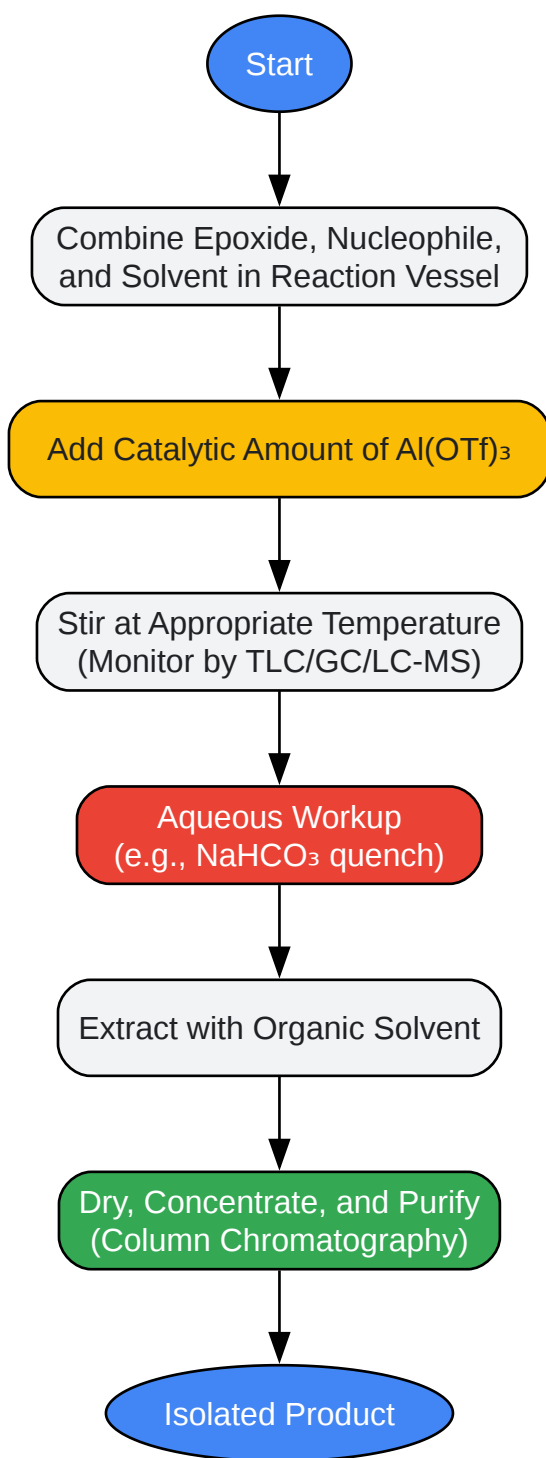 Start
Combine Epoxide, Nucleophile,
and Solvent in Reaction Vessel
Add Catalytic Amount of Al(OTf)₃
Stir at Appropriate Temperature
(Monitor by TLC/GC/LC-MS)
Aqueous Workup
(e.g., NaHCO₃ quench)
Extract with Organic Solvent
Dry, Concentrate, and Purify
(Column Chromatography)
Isolated Product